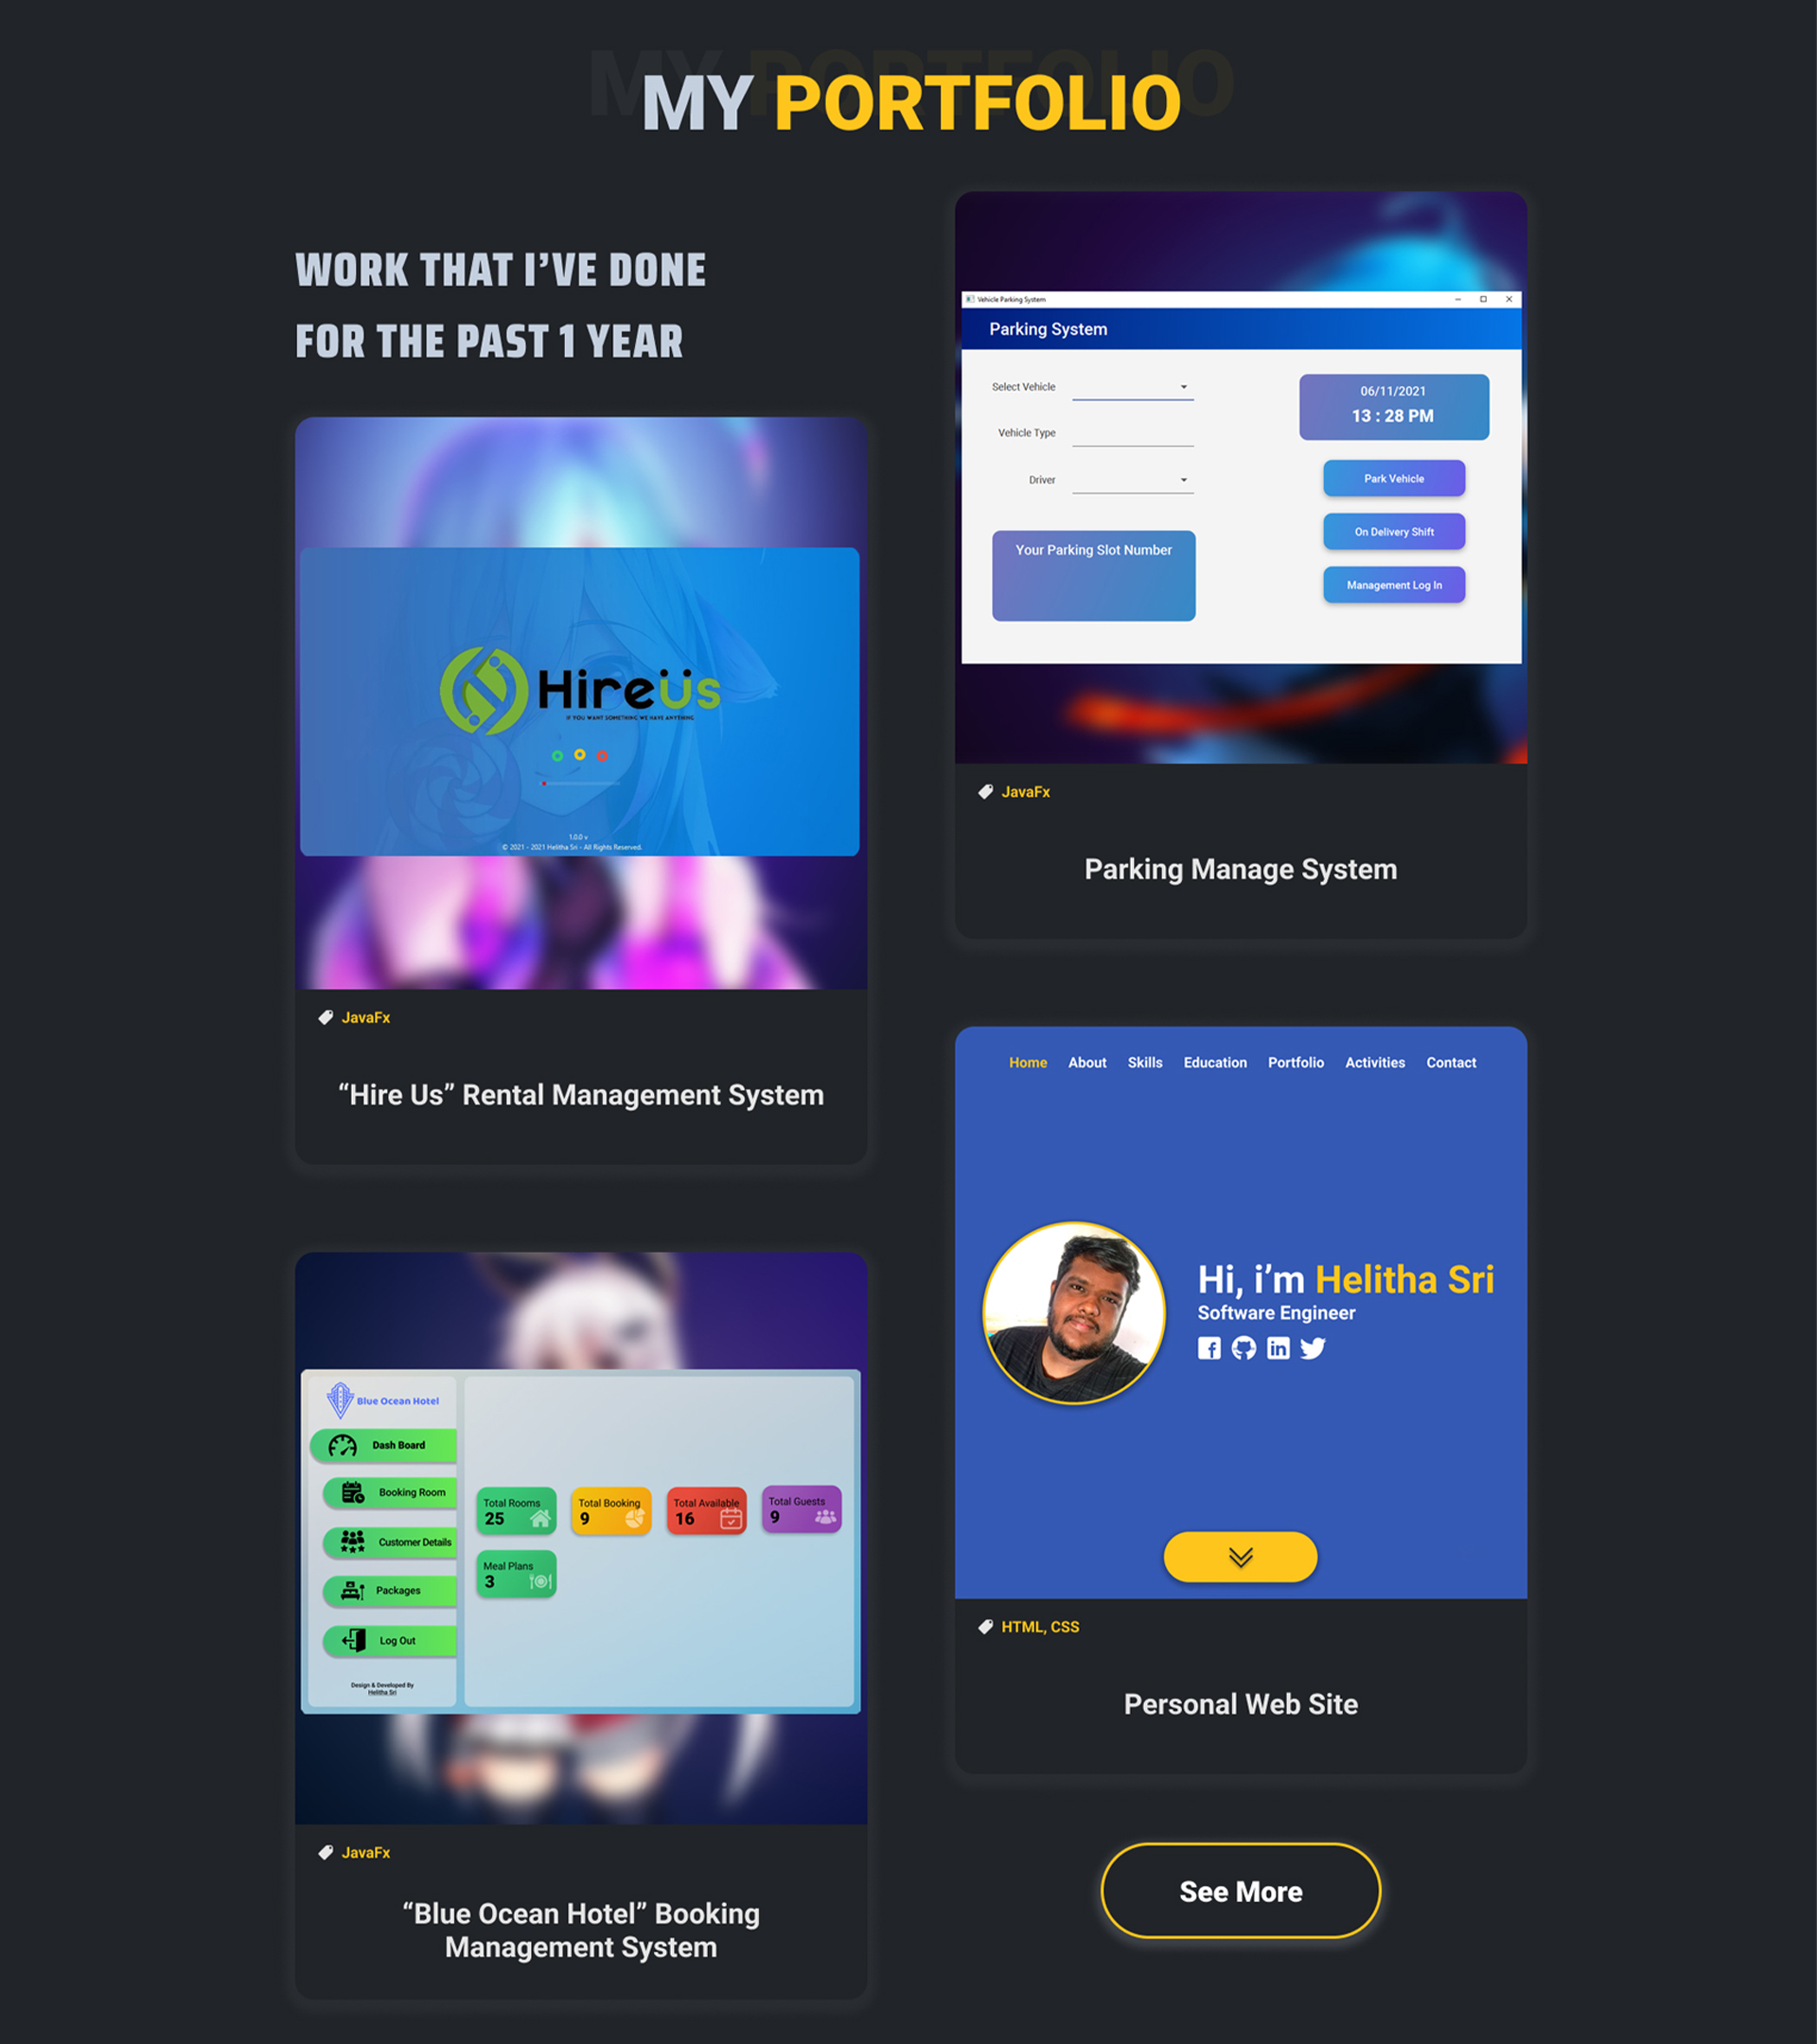 MY PORTFOLIO
MY PORTFOLIO
WORK THAT I'VE DONE
FOR THE PAST 1 YEAR
HireUs
IF YOU WANT SOMETHING WE HAVE ANYTHING
1.0.0 v
© 2021 - 2021 Helitha Sri - All Rights Reserved.
JavaFx
“Hire Us” Rental Management System
Blue Ocean Hotel
Dash Board
Booking Room
Customer Details
Packages
Log Out
Design & Developed By
Helitha Sri
Total Rooms
25
Total Booking
9
Total Available
16
Total Guests
9
Meal Plans
3
JavaFx
“Blue Ocean Hotel” Booking
Management System
Vehicle Parking System
Parking System
Select Vehicle
Vehicle Type
Driver
Your Parking Slot Number
06/11/2021
13 : 28 PM
Park Vehicle
On Delivery Shift
Management Log In
JavaFx
Parking Manage System
Home About Skills Education Portfolio Activities Contact
Hi, i’m Helitha Sri
Software Engineer
HTML, CSS
Personal Web Site
See More